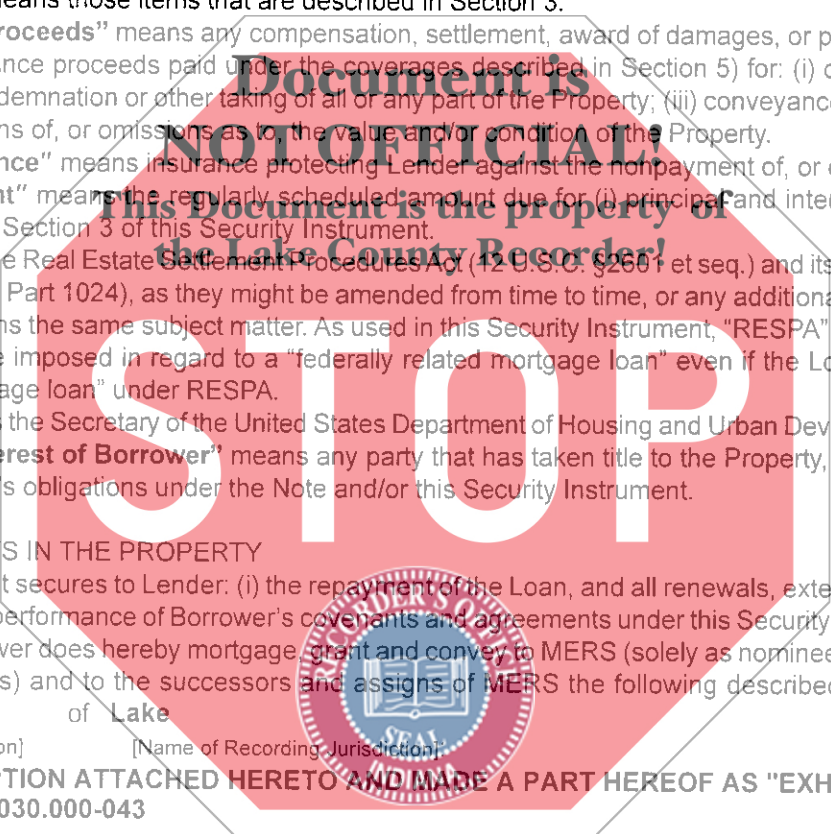 means those items that are described in Section 3.
roceeds” means any compensation, settlement, award of damages, or p
nce proceeds paid under the coverages described in Section 5) for: (i)
Document is
demnation or other taking of all or any part of the Property; (iii) conveyanc
ns of, or omissions as to, the value and/or condition of the Property.
NOT OFFICIAL!
nce" means insurance protecting Lender against the nonpayment of, or
nt" means the regularly scheduled amount due for (i) principal and inte
This Document is the property of
Section 3 of this Security Instrument.
the Lake County Recorder!
e Real Estate Settlement Procedures Act (12 U.S.C. §2601 et seq.) and its
Part 1024), as they might be amended from time to time, or any additiona
ns the same subject matter. As used in this Security Instrument, "RESPA"
e imposed in regard to a “federally related mortgage loan” even if the Lo
age loan” under RESPA.
STOP
the Secretary of the United States Department of Housing and Urban Dev
erest of Borrower” means any party that has taken title to the Property,
's obligations under the Note and/or this Security Instrument.
S IN THE PROPERTY
t secures to Lender: (i) the repayment of the Loan, and all renewals, exte
performance of Borrower's covenants and agreements under this Security
ver does hereby mortgage, grant and convey to MERS (solely as nominee
s) and to the successors and assigns of MERS the following described
RECORDER'S OFFICE
SEAL
INDIANA
of Lake
on] [Name of Recording Jurisdiction]:
PTION ATTACHED HERETO AND MADE A PART HEREOF AS "EXH
030.000-043